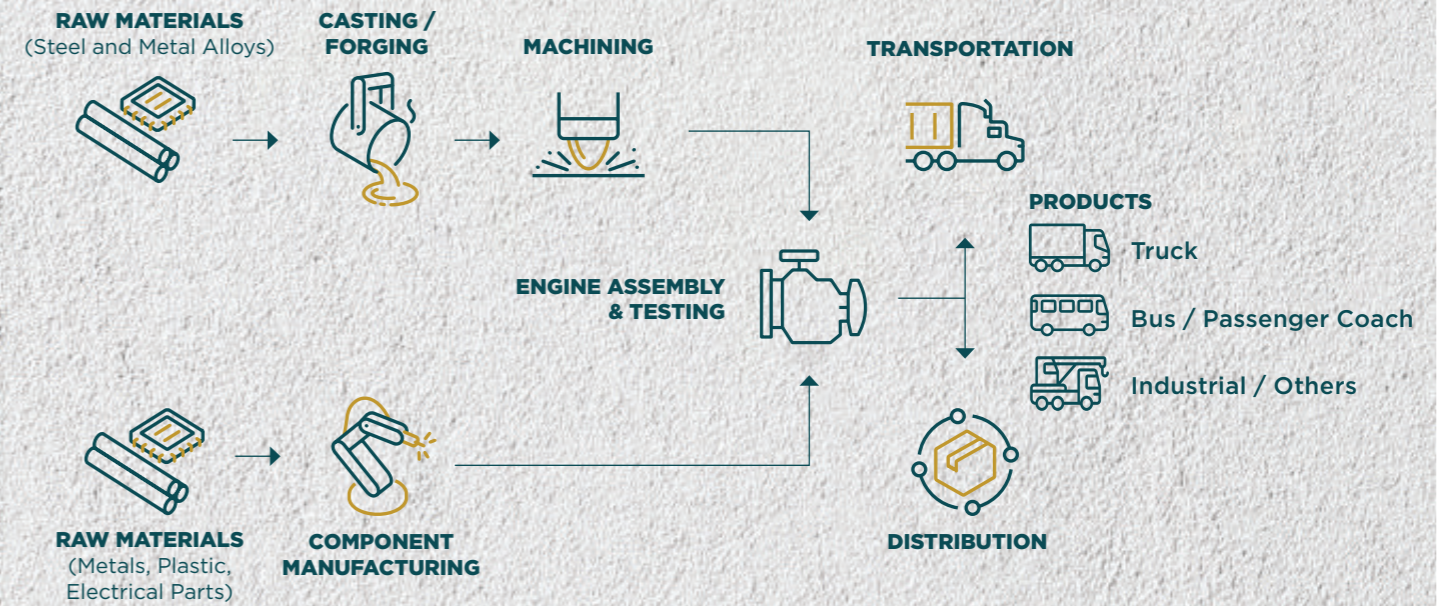 RAW MATERIALS
(Steel and Metal Alloys)
CASTING /
FORGING
MACHINING
TRANSPORTATION
PRODUCTS
Truck
Bus / Passenger Coach
Industrial / Others
ENGINE ASSEMBLY
& TESTING
RAW MATERIALS
(Metals, Plastic,
Electrical Parts)
COMPONENT
MANUFACTURING
DISTRIBUTION